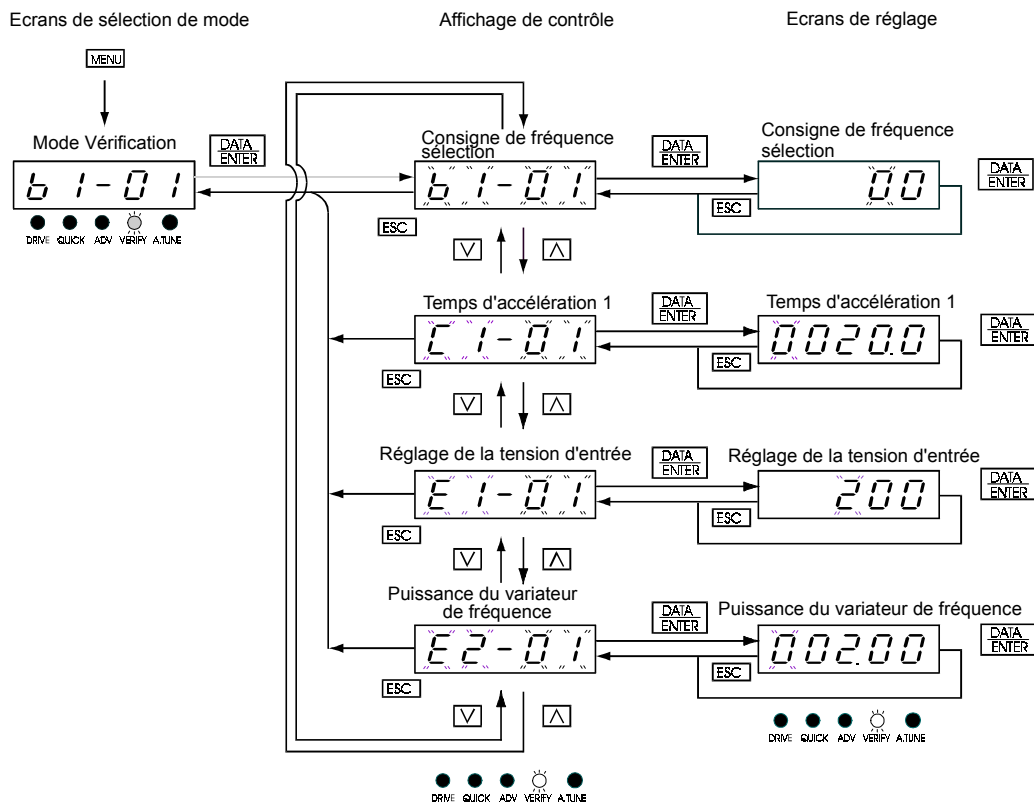 Ecrans de sélection de mode
Affichage de contrôle
Ecrans de réglage
MENU
Mode Vérification
DATA
ENTER
b1-01
DRIVE QUICK ADV VERIFY A.TUNE
Consigne de fréquence
sélection
b1-01
ESC
DATA
ENTER
ESC
Consigne de fréquence
sélection
00
DATA
ENTER
Temps d'accélération 1
C1-01
ESC
DATA
ENTER
ESC
Temps d'accélération 1
0020.0
DATA
ENTER
Réglage de la tension d'entrée
E1-01
ESC
DATA
ENTER
ESC
Réglage de la tension d'entrée
200
DATA
ENTER
Puissance du variateur
de fréquence
E2-01
ESC
DATA
ENTER
ESC
Puissance du variateur de fréquence
002.00
DATA
ENTER
DRIVE QUICK ADV VERIFY A.TUNE
DRIVE QUICK ADV VERIFY A.TUNE